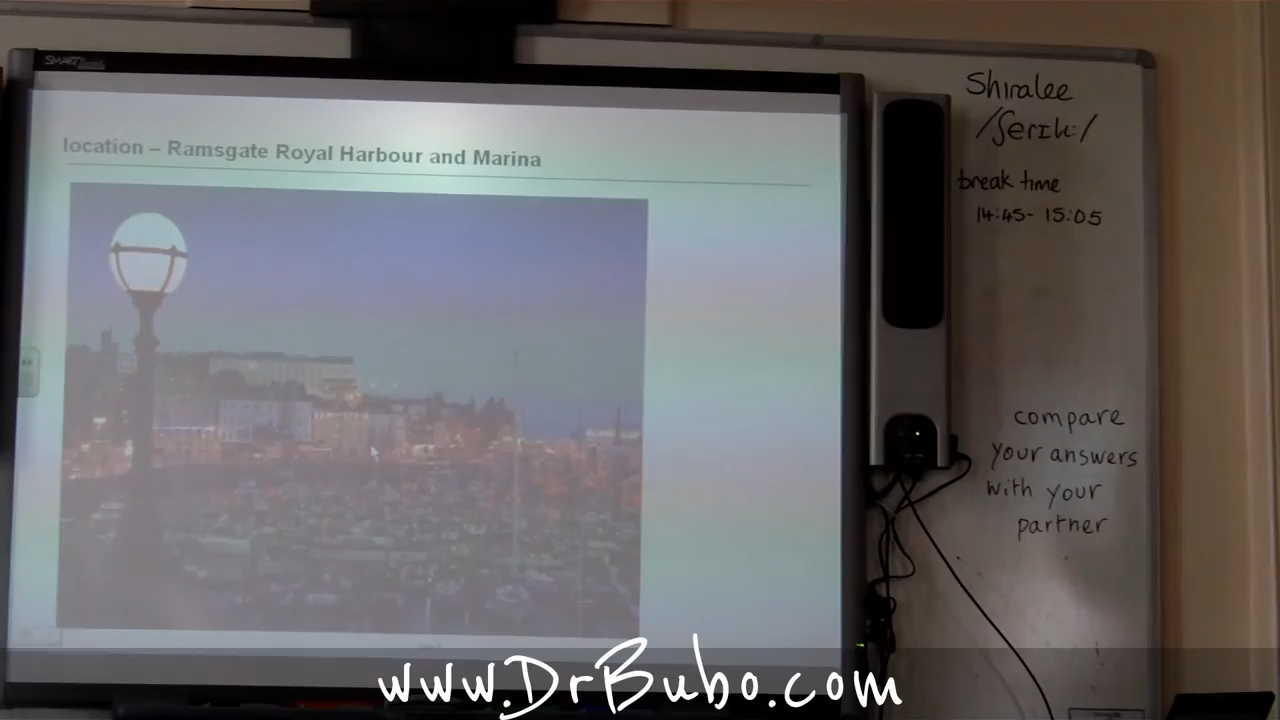 SMART
location – Ramsgate Royal Harbour and Marina
Shiralee
break time
14:45- 15:05
compare
your answers
with your
partner
www.DrBubo.com